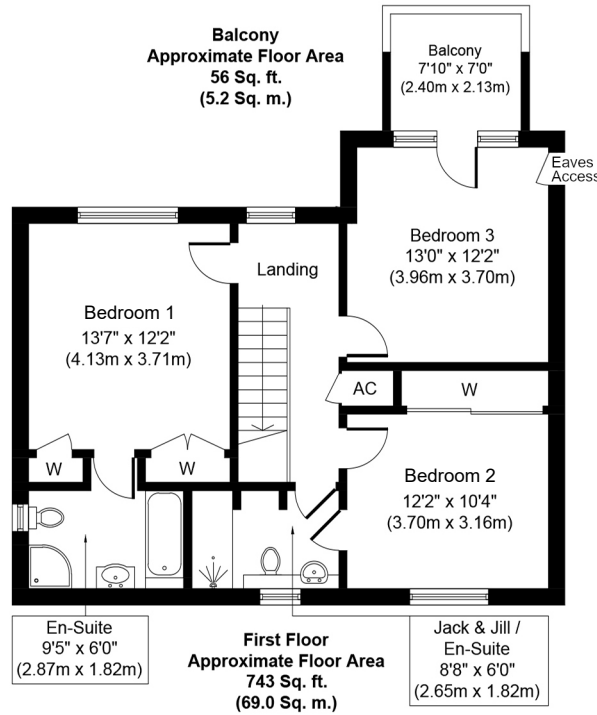 Balcony
Approximate Floor Area
56 Sq. ft.
(5.2 Sq. m.)
Balcony
7'10" x 7'0"
(2.40m x 2.13m)
Eaves
Access
Bedroom 3
13'0" x 12'2"
(3.96m x 3.70m)
Landing
Bedroom 1
13'7" x 12'2"
(4.13m x 3.71m)
AC
W
W
W
Bedroom 2
12'2" x 10'4"
(3.70m x 3.16m)
En-Suite
9'5" x 6'0"
(2.87m x 1.82m)
First Floor
Approximate Floor Area
743 Sq. ft.
(69.0 Sq. m.)
Jack & Jill /
En-Suite
8'8" x 6'0"
(2.65m x 1.82m)